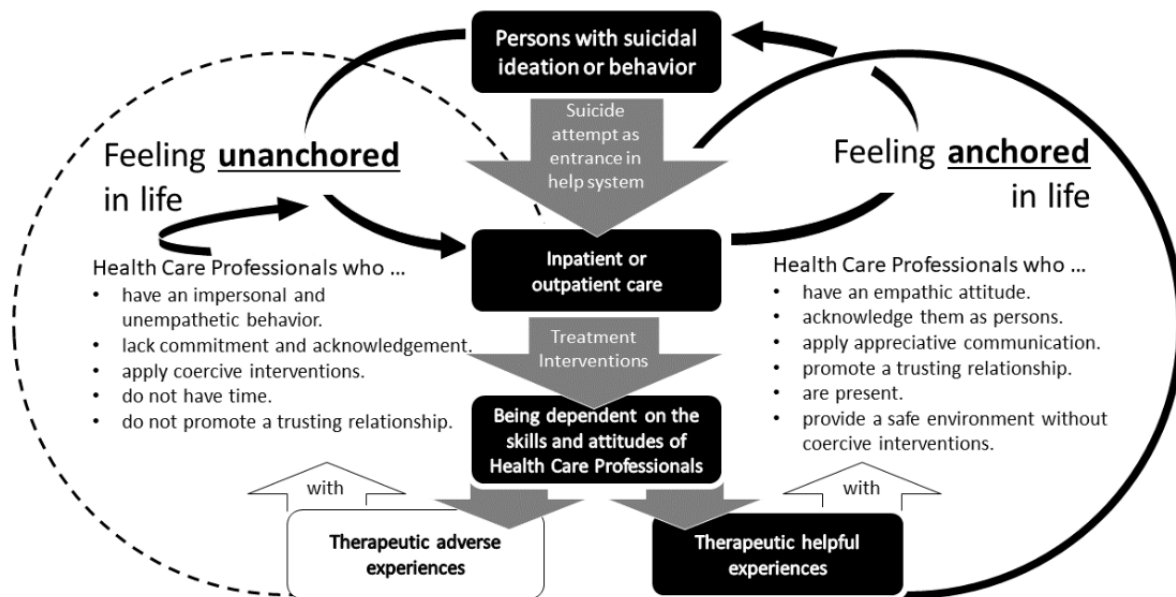 Persons with suicidal
ideation or behavior
Suicide
attempt as
entrance in
help system
Feeling unanchored
in life
Feeling anchored
in life
Inpatient or
outpatient care
Health Care Professionals who ...
• have an impersonal and
unempathetic behavior.
• lack commitment and acknowledgement.
• apply coercive interventions.
• do not have time.
• do not promote a trusting relationship.
Health Care Professionals who ...
• have an empathic attitude.
• acknowledge them as persons.
• apply appreciative communication.
• promote a trusting relationship.
• are present.
• provide a safe environment without
coercive interventions.
Treatment
Interventions
Being dependent on the
skills and attitudes of
Health Care Professionals
with
with
Therapeutic adverse
experiences
Therapeutic helpful
experiences